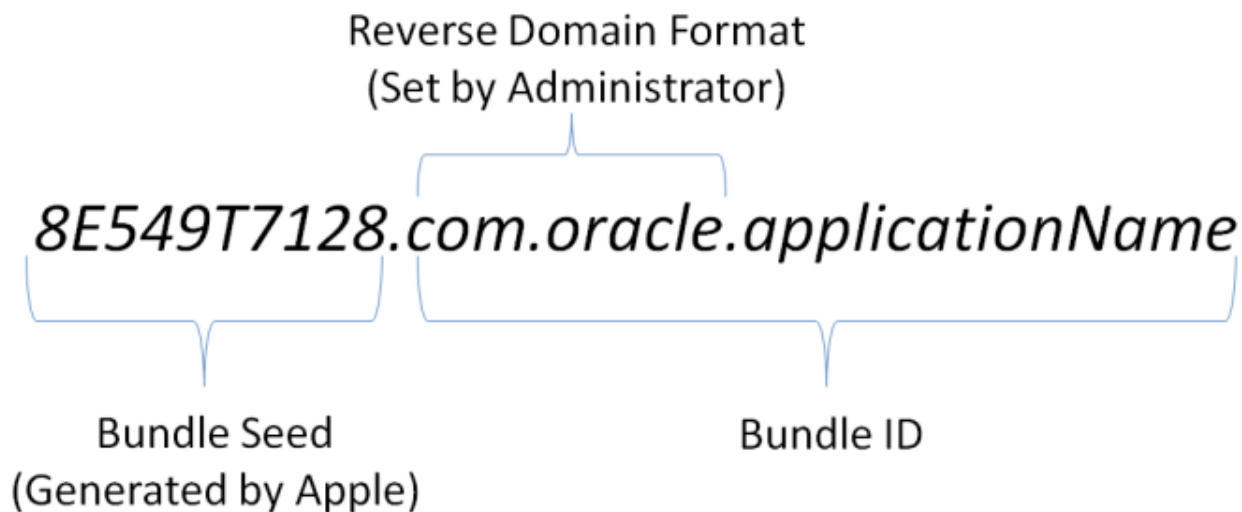 Reverse Domain Format
(Set by Administrator)
8E549T7128.com.oracle.applicationName
Bundle Seed
(Generated by Apple)
Bundle ID